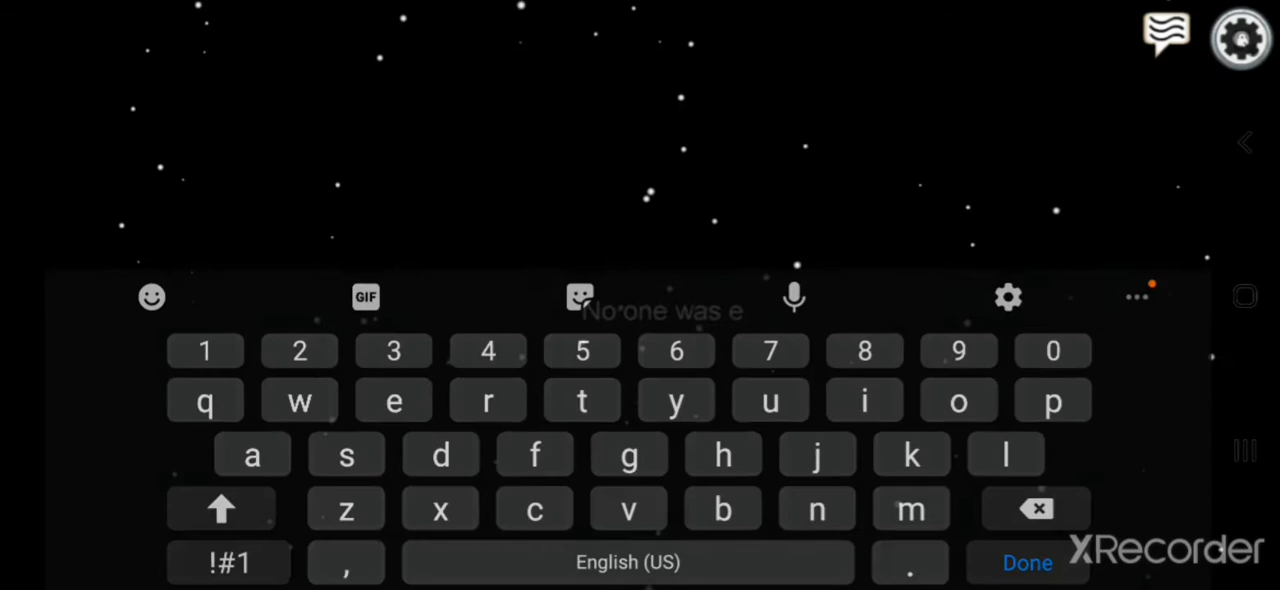 GIF
No one was e
1 2 3 4 5 6 7 8 9 0
q w e r t y u i o p
a s d f g h j k l
z x c v b n m
!#1 , English (US) . Done
XRecorder